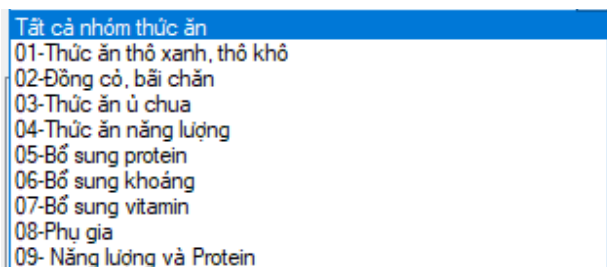 Tất cả nhóm thức ăn
01-Thức ăn thô xanh, thô khô
02-Đồng cỏ, bãi chăn
03-Thức ăn ủ chua
04-Thức ăn năng lượng
05-Bổ sung protein
06-Bổ sung khoáng
07-Bổ sung vitamin
08-Phụ gia
09- Năng lượng và Protein